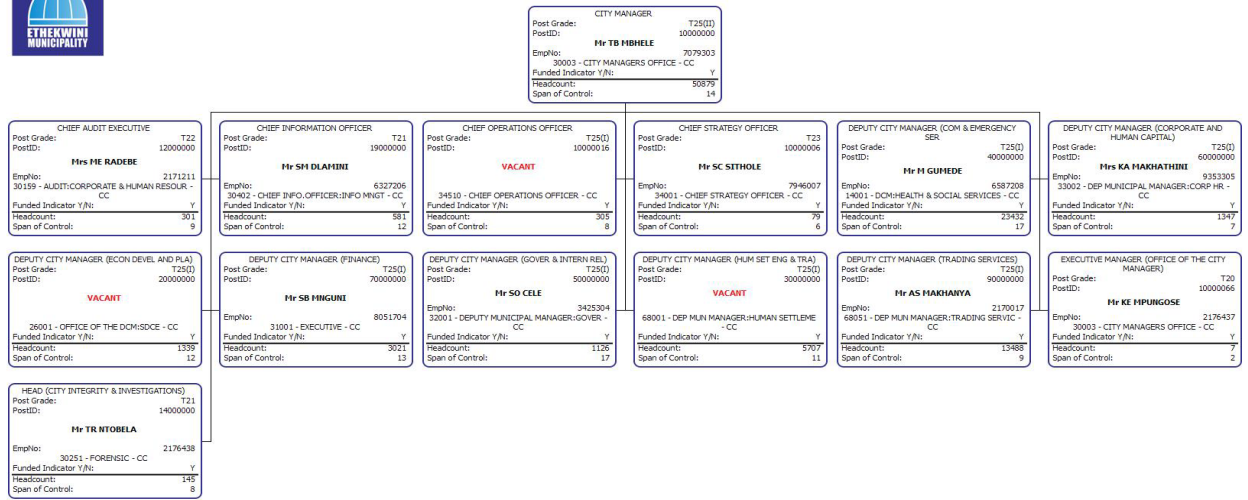 ETHEKWINI
MUNICIPALITY
CITY MANAGER
Post Grade: T25(II)
PostID: 10000000
Mr TB MBHELE
EmpNo: 7079303
30003 - CITY MANAGERS OFFICE - CC
Funded Indicator Y/N: Y
Headcount: 50879
Span of Control: 14
CHIEF AUDIT EXECUTIVE
Post Grade: T22
PostID: 12000000
Mrs ME RADEBE
EmpNo: 2171211
30159 - AUDIT:CORPORATE & HUMAN RESOUR -
CC
Funded Indicator Y/N: Y
Headcount: 301
Span of Control: 9
CHIEF INFORMATION OFFICER
Post Grade: T21
PostID: 19000000
Mr SM DLAMINI
EmpNo: 6327206
30402 - CHIEF INFO.OFFICER:INFO MNGT - CC
Funded Indicator Y/N: Y
Headcount: 581
Span of Control: 12
CHIEF OPERATIONS OFFICER
Post Grade: T25(I)
PostID: 10000016
VACANT
34510 - CHIEF OPERATIONS OFFICER - CC
Funded Indicator Y/N: Y
Headcount: 305
Span of Control: 8
CHIEF STRATEGY OFFICER
Post Grade: T23
PostID: 10000006
Mr SC SITHOLE
EmpNo: 7946007
34001 - CHIEF STRATEGY OFFICER - CC
Funded Indicator Y/N: Y
Headcount: 79
Span of Control: 6
DEPUTY CITY MANAGER (COM & EMERGENCY
SER
Post Grade: T25(I)
PostID: 40000000
Mr M GUMEDE
EmpNo: 6587208
14001 - DCM:HEALTH & SOCIAL SERVICES - CC
Funded Indicator Y/N: Y
Headcount: 23432
Span of Control: 17
DEPUTY CITY MANAGER (CORPORATE AND
HUMAN CAPITAL)
Post Grade: T25(I)
PostID: 60000000
Mrs KA MAKHATHINI
EmpNo: 9353305
33002 - DEP MUNICIPAL MANAGER:CORP HR -
CC
Funded Indicator Y/N: Y
Headcount: 1347
Span of Control: 7
DEPUTY CITY MANAGER (ECON DEVEL AND PLA)
Post Grade: T25(I)
PostID: 20000000
VACANT
26001 - OFFICE OF THE DCM:SDCE - CC
Funded Indicator Y/N: Y
Headcount: 1339
Span of Control: 12
DEPUTY CITY MANAGER (FINANCE)
Post Grade: T25(I)
PostID: 70000000
Mr SB MNGUNI
EmpNo: 8051704
31001 - EXECUTIVE - CC
Funded Indicator Y/N: Y
Headcount: 3021
Span of Control: 13
DEPUTY CITY MANAGER (GOVER & INTERN REL)
Post Grade: T25(I)
PostID: 50000000
Mr SO CELE
EmpNo: 3425304
32001 - DEPUTY MUNICIPAL MANAGER:GOVER -
CC
Funded Indicator Y/N: Y
Headcount: 1126
Span of Control: 17
DEPUTY CITY MANAGER (HUM SET ENG & TRA)
Post Grade: T25(I)
PostID: 30000000
VACANT
68001 - DEP MUN MANAGER:HUMAN SETTLEME
- CC
Funded Indicator Y/N: Y
Headcount: 5707
Span of Control: 11
DEPUTY CITY MANAGER (TRADING SERVICES)
Post Grade: T25(I)
PostID: 90000000
Mr AS MAKHANYA
EmpNo: 2170017
68051 - DEP MUN MANAGER:TRADING SERVIC -
CC
Funded Indicator Y/N: Y
Headcount: 13488
Span of Control: 9
EXECUTIVE MANAGER (OFFICE OF THE CITY
MANAGER)
Post Grade: T20
PostID: 10000066
Mr KE MPUNGOSE
EmpNo: 2176437
30003 - CITY MANAGERS OFFICE - CC
Funded Indicator Y/N: Y
Headcount: 7
Span of Control: 2
HEAD (CITY INTEGRITY & INVESTIGATIONS)
Post Grade: T21
PostID: 14000000
Mr TR NTOBELA
EmpNo: 2176438
30251 - FORENSIC - CC
Funded Indicator Y/N: Y
Headcount: 145
Span of Control: 8